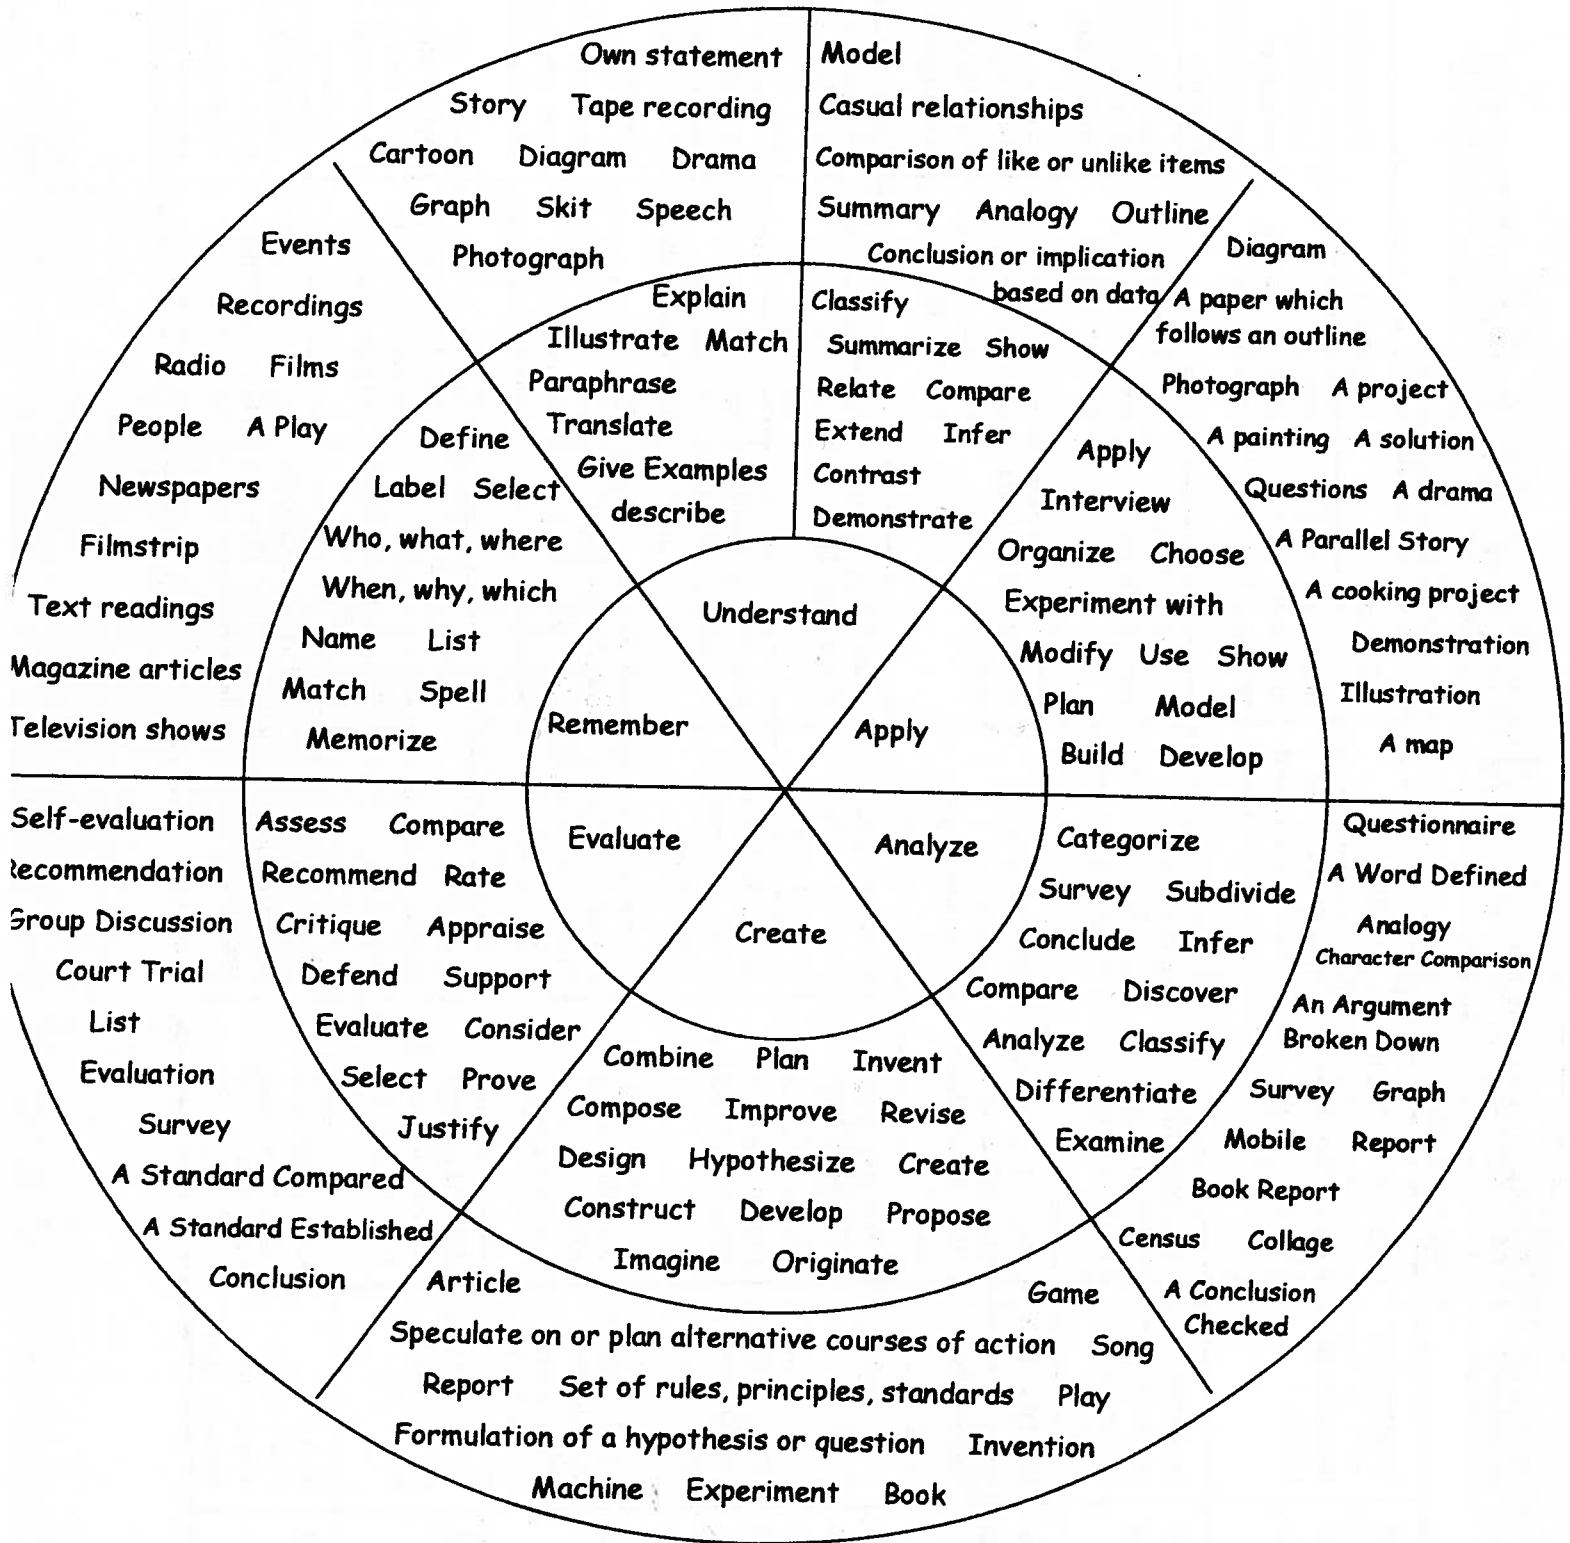 Own statement
Story Tape recording
Cartoon Diagram Drama
Graph Skit Speech
Photograph
Model
Casual relationships
Comparison of like or unlike items
Summary Analogy Outline
Conclusion or implication
based on data
Explain
Illustrate Match
Paraphrase
Translate
Give Examples
describe
Classify
Summarize Show
Relate Compare
Extend Infer
Contrast
Demonstrate
Understand
Events
Recordings
Radio Films
People A Play
Newspapers
Filmstrip
Text readings
Magazine articles
Television shows
Define
Label Select
Who, what, where
When, why, which
Name List
Match Spell
Memorize
Remember
Diagram
A paper which
follows an outline
Photograph A project
A painting A solution
Questions A drama
A Parallel Story
A cooking project
Demonstration
Illustration
A map
Apply
Interview
Organize Choose
Experiment with
Modify Use Show
Plan Model
Build Develop
Apply
Self-evaluation
Recommendation
Group Discussion
Court Trial
List
Evaluation
Survey
A Standard Compared
A Standard Established
Conclusion
Assess Compare
Recommend Rate
Critique Appraise
Defend Support
Evaluate Consider
Select Prove
Justify
Evaluate
Analyze
Categorize
Survey Subdivide
Conclude Infer
Compare Discover
Analyze Classify
Differentiate
Examine
Questionnaire
A Word Defined
Analogy
Character Comparison
An Argument
Broken Down
Survey Graph
Mobile Report
Book Report
Census Collage
A Conclusion
Checked
Create
Combine Plan Invent
Compose Improve Revise
Design Hypothesize Create
Construct Develop Propose
Imagine Originate
Article Game
Speculate on or plan alternative courses of action Song
Report Set of rules, principles, standards Play
Formulation of a hypothesis or question Invention
Machine Experiment Book